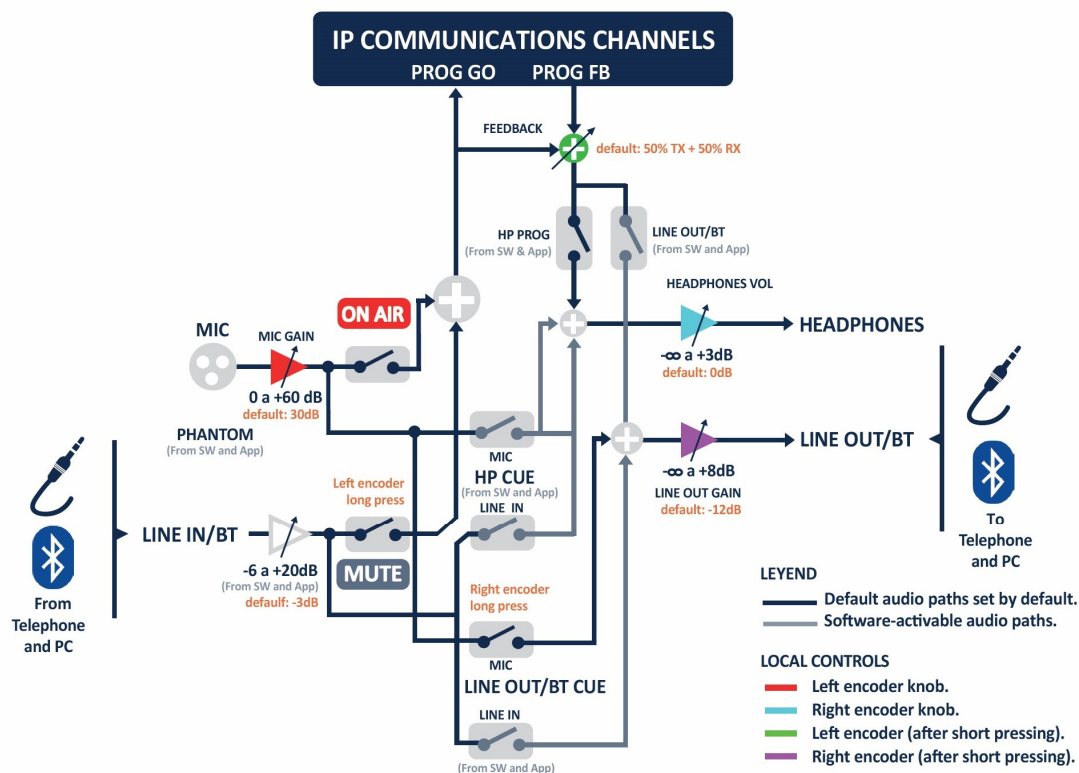 IP COMMUNICATIONS CHANNELS
PROG GO
PROG FB
FEEDBACK
default: 50% TX + 50% RX
HP PROG
(From SW & App)
LINE OUT/BT
(From SW and App)
HEADPHONES VOL
ON AIR
MIC
MIC GAIN
0 a +60 dB
default: 30dB
HEADPHONES
-∞ a +3dB
default: 0dB
PHANTOM
(From SW and App)
MIC
HP CUE
(From SW and App)
LINE IN
LINE OUT/BT
-∞ a +8dB
LINE OUT GAIN
default: -12dB
Left encoder
long press
LINE IN/BT
-6 a +20dB
(From SW and App)
defaulf: -3dB
MUTE
From
Telephone
and PC
To
Telephone
and PC
Right encoder
long press
MIC
LINE OUT/BT CUE
LINE IN
(From SW and App)
LEYEND
Default audio paths set by default.
Software-activable audio paths.
LOCAL CONTROLS
Left encoder knob.
Right encoder knob.
Left encoder (after short pressing).
Right encoder (after short pressing).